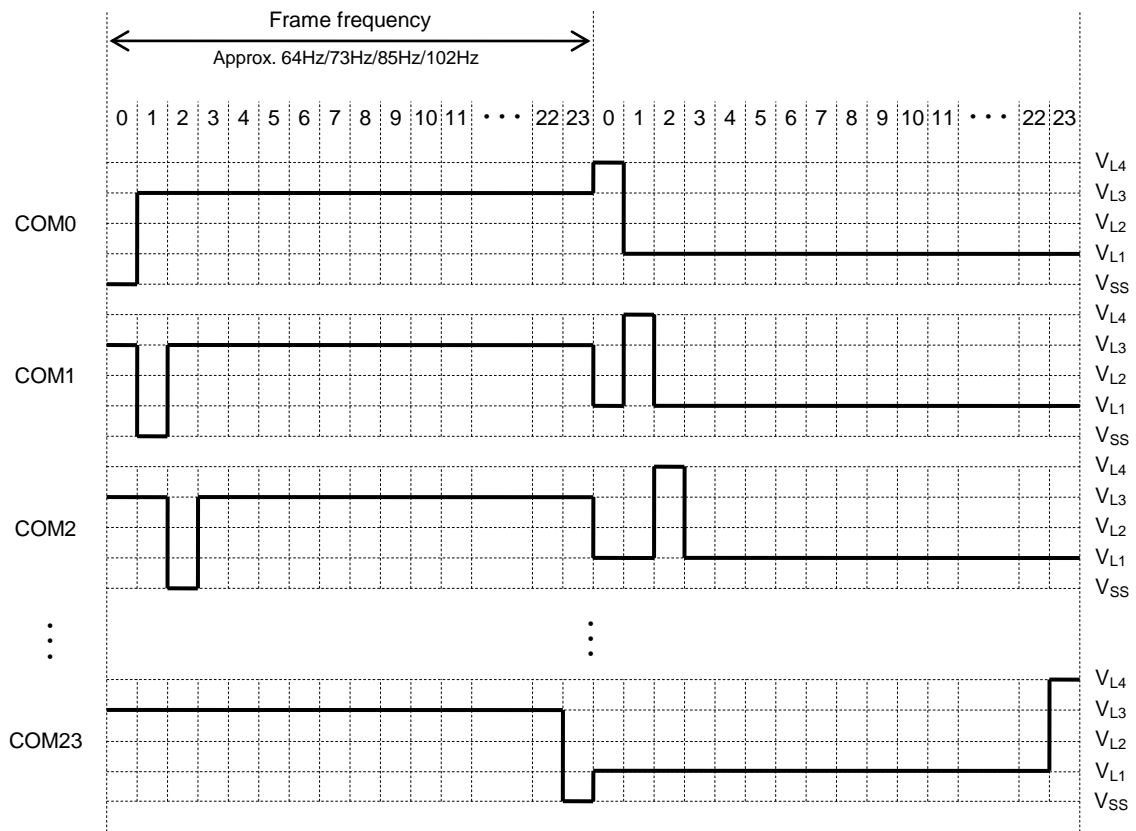 Frame frequency
Approx. 64Hz/73Hz/85Hz/102Hz
0 1 2 3 4 5 6 7 8 9 10 11 ··· 22 23 0 1 2 3 4 5 6 7 8 9 10 11 ··· 22 23
COM0
VL4
VL3
VL2
VL1
VSS
COM1
VL4
VL3
VL2
VL1
VSS
COM2
VL4
VL3
VL2
VL1
VSS
COM23
VL4
VL3
VL2
VL1
VSS